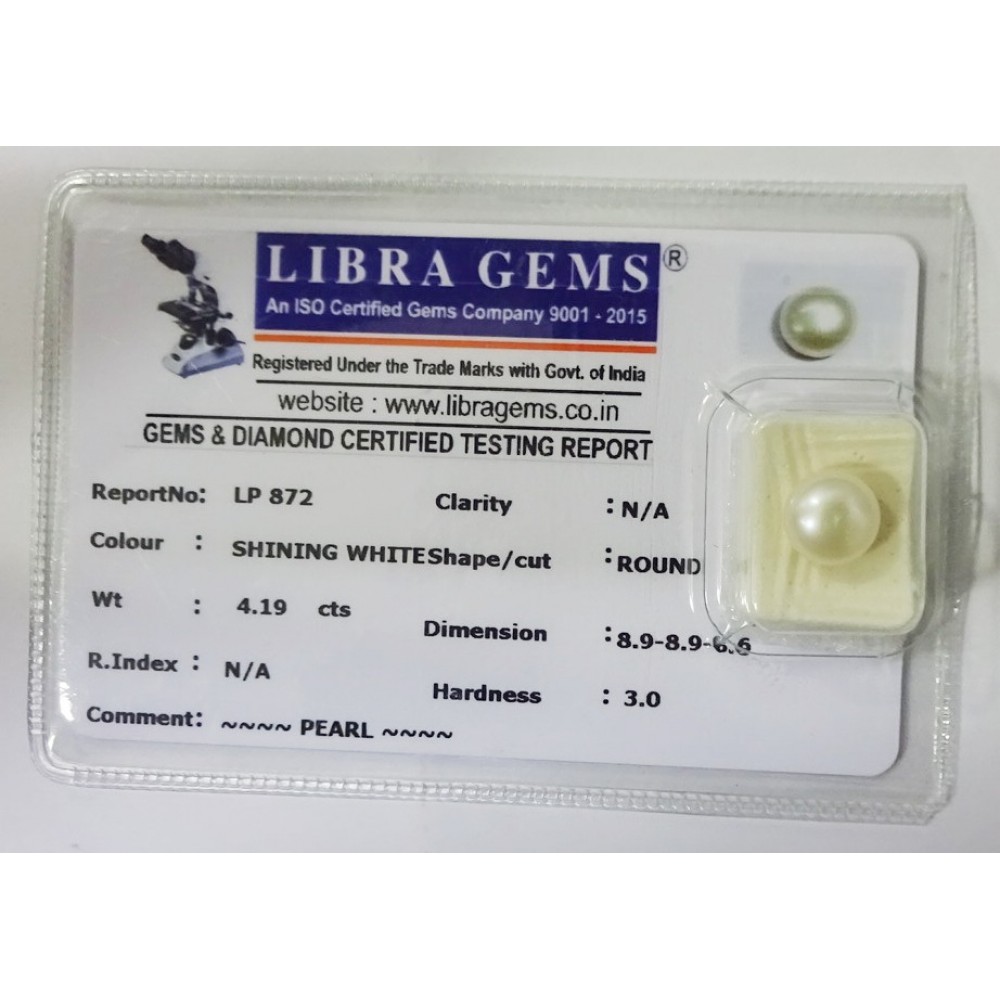 LIBRA GEMS ®
An ISO Certified Gems Company 9001 - 2015
Registered Under the Trade Marks with Govt. of India
website : www.libragems.co.in
GEMS & DIAMOND CERTIFIED TESTING REPORT
ReportNo: LP 872 Clarity : N/A
Colour : SHINING WHITE Shape/cut : ROUND
Wt : 4.19 cts Dimension : 8.9-8.9-6.6
R.Index : N/A Hardness : 3.0
Comment: ~~~~ PEARL ~~~~